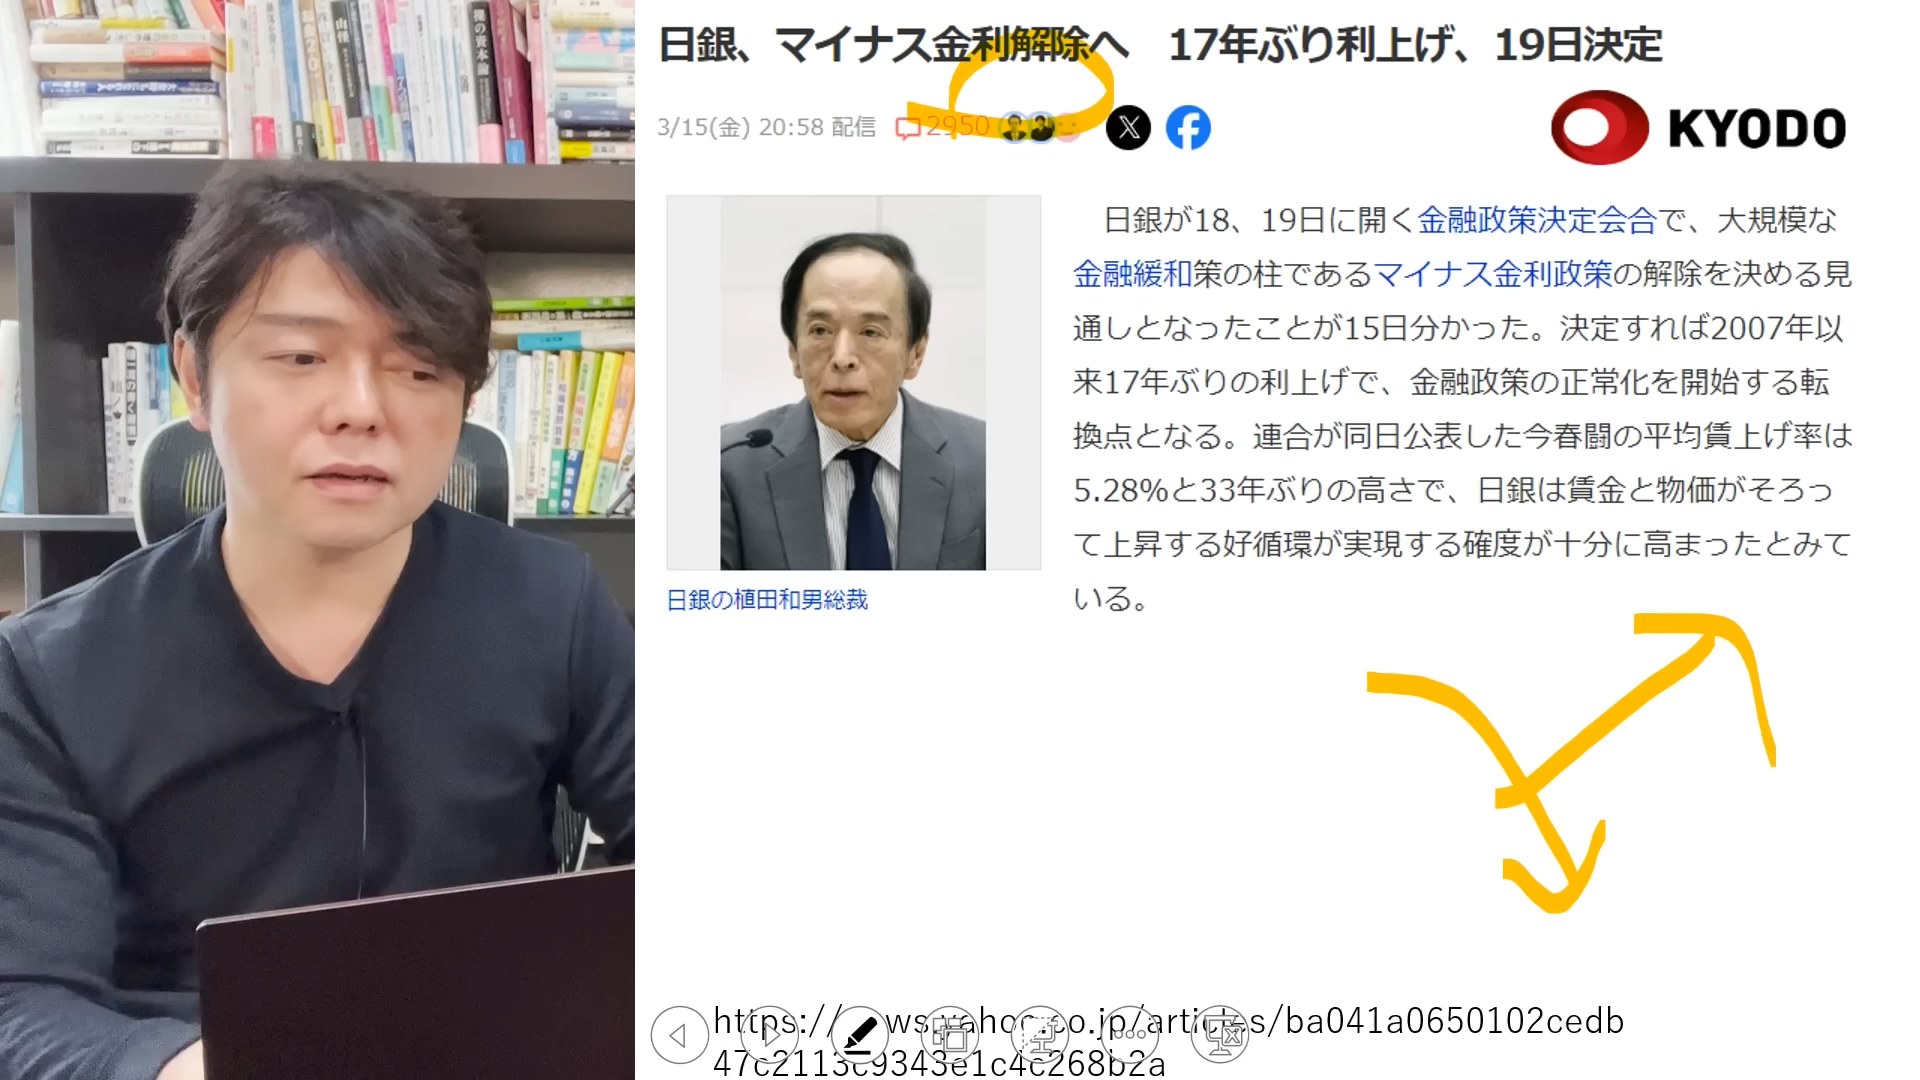 日銀、マイナス金利解除へ 17年ぶり利上げ、19日決定
3/15(金) 20:58 配信 2950
KYODO
日銀が18、19日に開く金融政策決定会合で、大規模な
金融緩和策の柱であるマイナス金利政策の解除を決める見
通しとなったことが15日分かった。決定すれば2007年以
来17年ぶりの利上げで、金融政策の正常化を開始する転
換点となる。連合が同日公表した今春闘の平均賃上げ率は
5.28%と33年ぶりの高さで、日銀は賃金と物価がそろっ
て上昇する好循環が実現する確度が十分に高まったとみて
いる。
日銀の植田和男総裁
https://news.yahoo.co.jp/articles/ba041a0650102cedb
47c2113c9343e1c4c268b2a